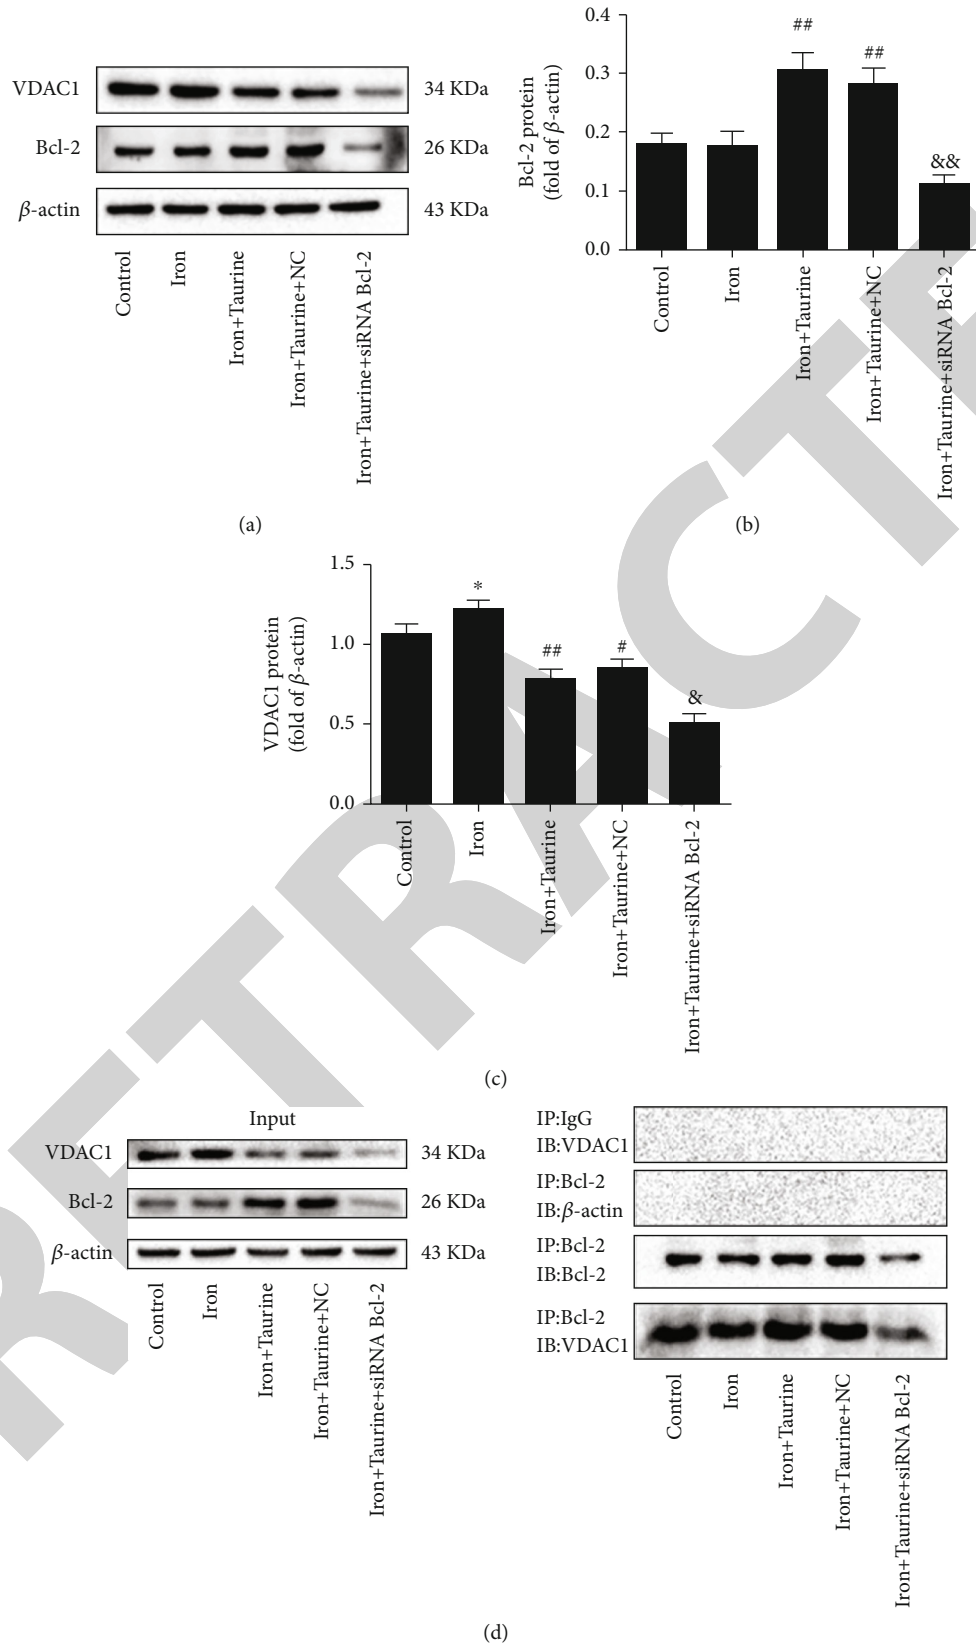 VDAC1 34 KDa
Bcl-2 26 KDa
β-actin 43 KDa
Control
Iron
Iron+Taurine
Iron+Taurine+NC
Iron+Taurine+siRNA Bcl-2
(a)
Bcl-2 protein
(fold of β-actin)
0.4
0.3
0.2
0.1
0.0
##
##
&&
Control
Iron
Iron+Taurine
Iron+Taurine+NC
Iron+Taurine+siRNA Bcl-2
(b)
VDAC1 protein
(fold of β-actin)
1.5
1.0
0.5
0.0
*
##
#
&
Control
Iron
Iron+Taurine
Iron+Taurine+NC
Iron+Taurine+siRNA Bcl-2
(c)
Input
VDAC1 34 KDa
Bcl-2 26 KDa
β-actin 43 KDa
Control
Iron
Iron+Taurine
Iron+Taurine+NC
Iron+Taurine+siRNA Bcl-2
IP:IgG
IB:VDAC1
IP:Bcl-2
IB:β-actin
IP:Bcl-2
IB:Bcl-2
IP:Bcl-2
IB:VDAC1
Control
Iron
Iron+Taurine
Iron+Taurine+NC
Iron+Taurine+siRNA Bcl-2
(d)
RETRACTE